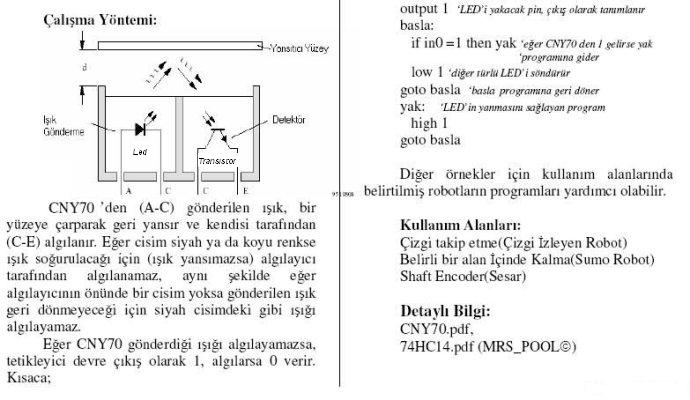 Çalışma Yöntemi:
Yansıtıcı Yüzey
d
Işık
Gönderme
Detektör
Led
Transistor
A C C E
CNY70 'den (A-C) gönderilen ışık, bir
yüzeye çarparak geri yansır ve kendisi tarafından
(C-E) algılanır. Eğer cisim siyah ya da koyu renkse
ışık soğurulacağı için (ışık yansımazsa) algılayıcı
tarafından algılanamaz, aynı şekilde eğer
algılayıcının önünde bir cisim yoksa gönderilen ışık
geri dönmeyeceği için siyah cisimdeki gibi ışığı
algılayamaz.
Eğer CNY70 gönderdiği ışığı algılayamazsa,
tetikleyici devre çıkış olarak 1, algılarsa 0 verir.
Kısaca;
output 1 'LED'i yakacak pin, çıkış olarak tanımlanır
basla:
if in0 =1 then yak 'eğer CNY70 den 1 gelirse yak
'programına gider
low 1 'diğer türlü LED'i söndürür
goto basla 'basla programına geri döner
yak: 'LED'in yanmasını sağlayan program
high 1
goto basla
Diğer örnekler için kullanım alanlarında
belirtilmiş robotların programları yardımcı olabilir.
Kullanım Alanları:
Çizgi takip etme(Çizgi İzleyen Robot)
Belirli bir alan İçinde Kalma(Sumo Robot)
Shaft Encoder(Sesar)
Detaylı Bilgi:
CNY70.pdf,
74HC14.pdf (MRS_POOL©)